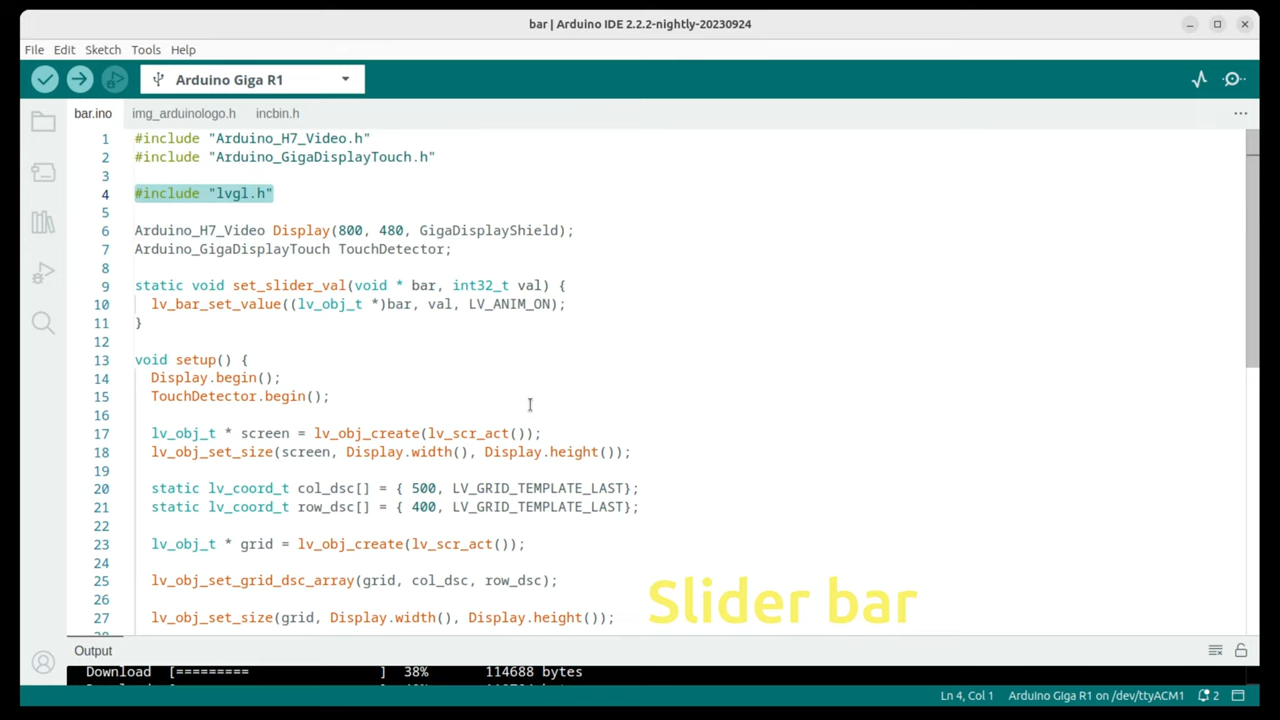 bar | Arduino IDE 2.2.2-nightly-20230924
File Edit Sketch Tools Help
Arduino Giga R1
bar.ino img_arduinologo.h incbin.h
1 #include "Arduino_H7_Video.h"
2 #include "Arduino_GigaDisplayTouch.h"
3
4 #include "lvgl.h"
5
6 Arduino_H7_Video Display(800, 480, GigaDisplayShield);
7 Arduino_GigaDisplayTouch TouchDetector;
8
9 static void set_slider_val(void * bar, int32_t val) {
10 lv_bar_set_value((lv_obj_t *)bar, val, LV_ANIM_ON);
11 }
12
13 void setup() {
14 Display.begin();
15 TouchDetector.begin();
16
17 lv_obj_t * screen = lv_obj_create(lv_scr_act());
18 lv_obj_set_size(screen, Display.width(), Display.height());
19
20 static lv_coord_t col_dsc[] = { 500, LV_GRID_TEMPLATE_LAST};
21 static lv_coord_t row_dsc[] = { 400, LV_GRID_TEMPLATE_LAST};
22
23 lv_obj_t * grid = lv_obj_create(lv_scr_act());
24
25 lv_obj_set_grid_dsc_array(grid, col_dsc, row_dsc);
26
27 lv_obj_set_size(grid, Display.width(), Display.height());
Slider bar
Output
Download [========= ] 38% 114688 bytes
Ln 4, Col 1 Arduino Giga R1 on /dev/ttyACM1 2